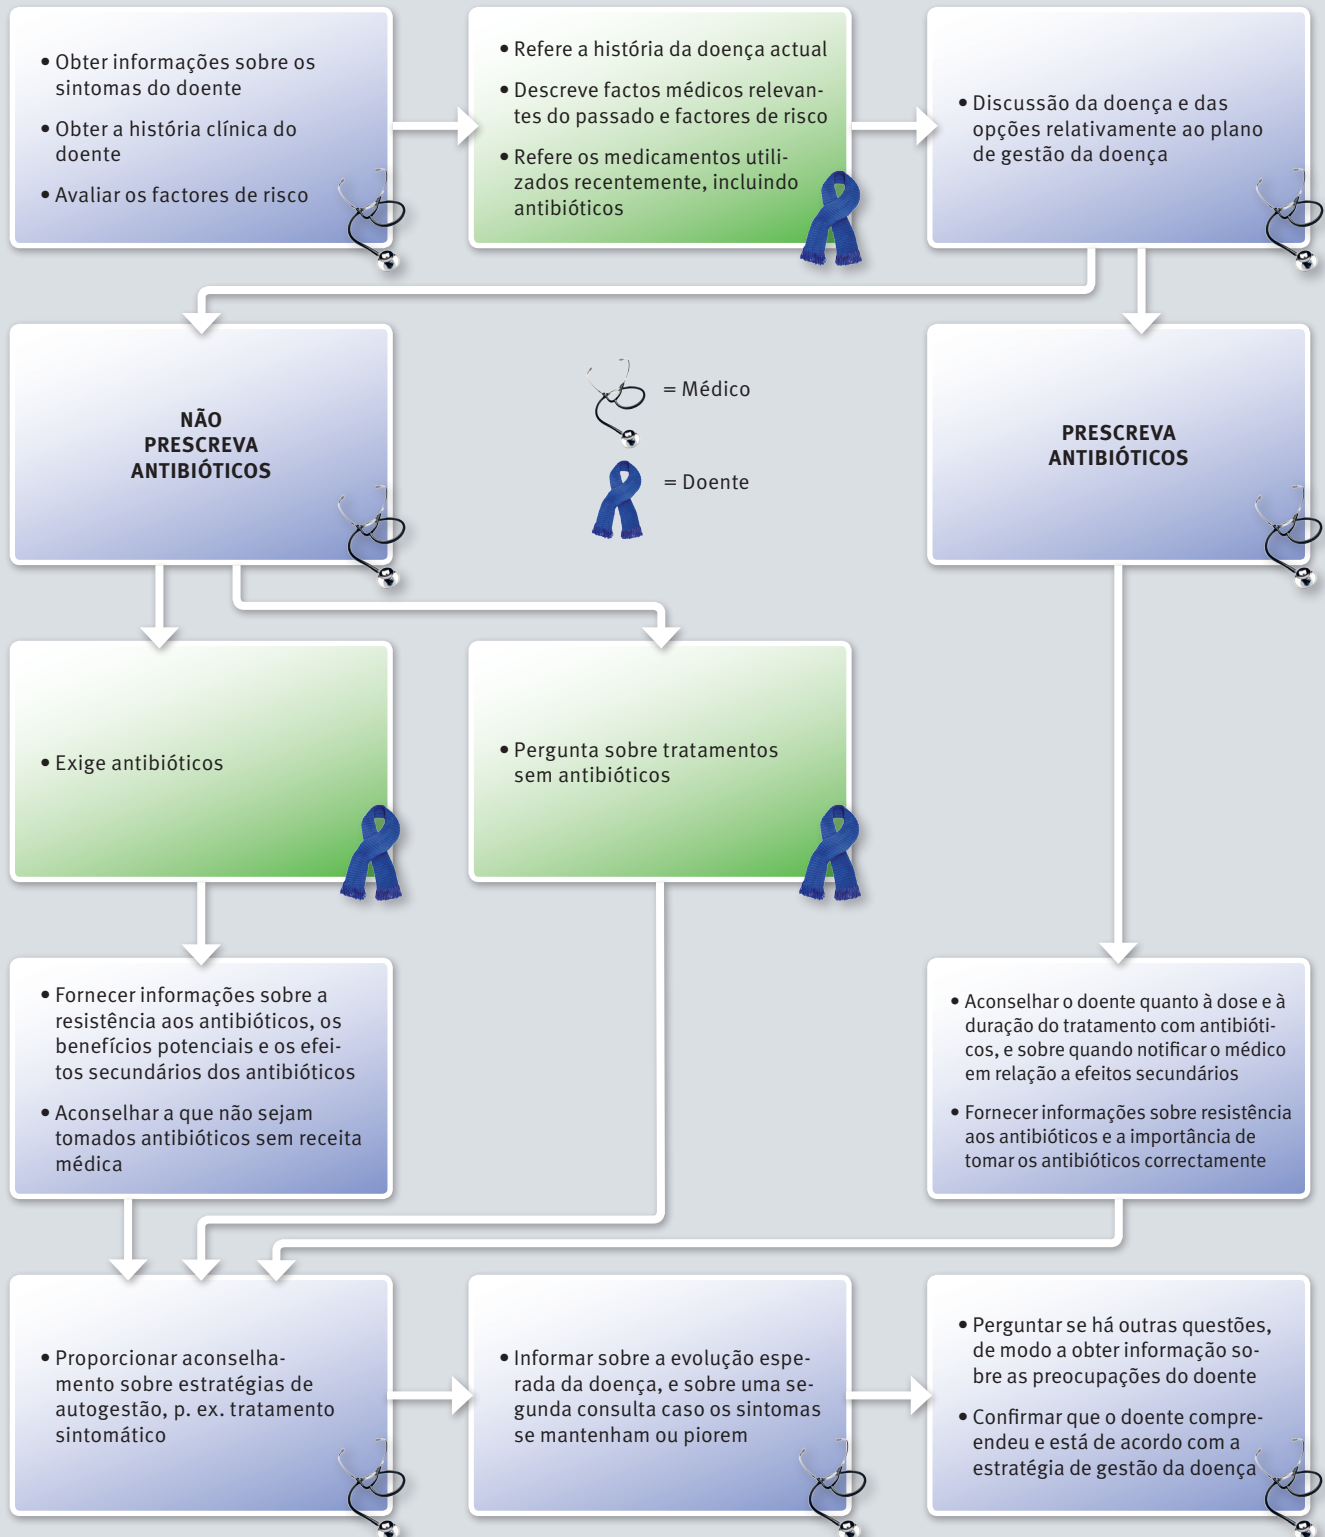 • Obter informações sobre os
sintomas do doente
• Obter a história clínica do
doente
• Avaliar os factores de risco
• Refere a história da doença actual
• Descreve factos médicos relevan-
tes do passado e factores de risco
• Refere os medicamentos utili-
zados recentemente, incluindo
antibióticos
• Discussão da doença e das
opções relativamente ao plano
de gestão da doença
NÃO
PRESCREVA
ANTIBIÓTICOS
= Médico
= Doente
PRESCREVA
ANTIBIÓTICOS
• Exige antibióticos
• Pergunta sobre tratamentos
sem antibióticos
• Fornecer informações sobre a
resistência aos antibióticos, os
benefícios potenciais e os efei-
tos secundários dos antibióticos
• Aconselhar a que não sejam
tomados antibióticos sem receita
médica
• Aconselhar o doente quanto à dose e à
duração do tratamento com antibióti-
cos, e sobre quando notificar o médico
em relação a efeitos secundários
• Fornecer informações sobre resistência
aos antibióticos e a importância de
tomar os antibióticos correctamente
• Proporcionar aconselha-
mento sobre estratégias de
autogestão, p. ex. tratamento
sintomático
• Informar sobre a evolução espe-
rada da doença, e sobre uma se-
gunda consulta caso os sintomas
se mantenham ou piorem
• Perguntar se há outras questões,
de modo a obter informação so-
bre as preocupações do doente
• Confirmar que o doente compre-
endeu e está de acordo com a
estratégia de gestão da doença